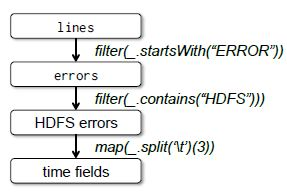 lines
filter(_.startsWith(“ERROR”))
errors
filter(_.contains(“HDFS”)))
HDFS errors
map(_.split(‘\t’)(3))
time fields